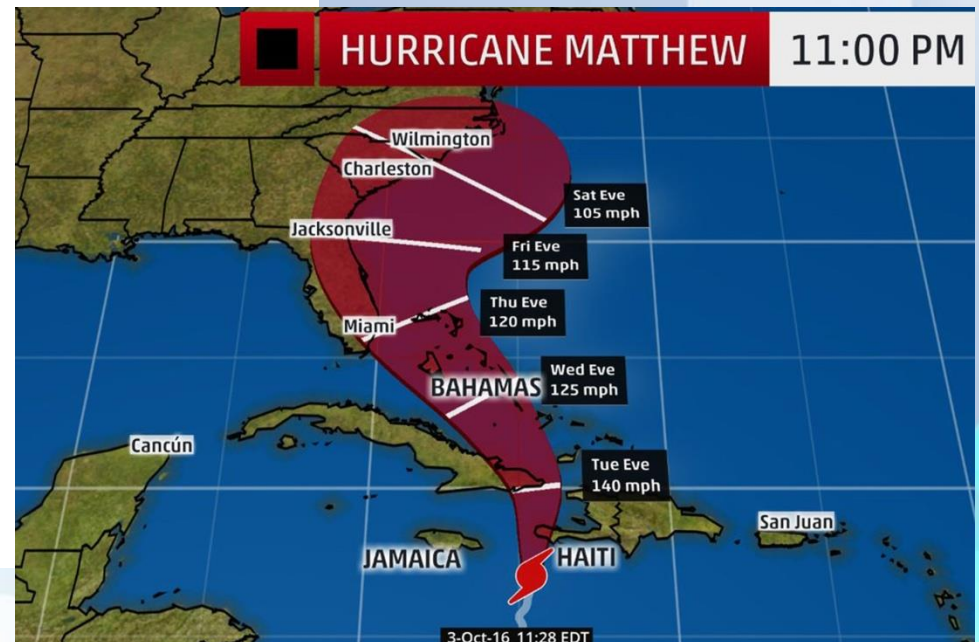 HURRICANE MATTHEW
11:00 PM
Wilmington
Charleston
Sat Eve
105 mph
Jacksonville
Fri Eve
115 mph
Thu Eve
120 mph
Miami
Wed Eve
125 mph
BAHAMAS
Cancún
Tue Eve
140 mph
San Juan
JAMAICA
HAITI
3-Oct-16 11:28 EDT